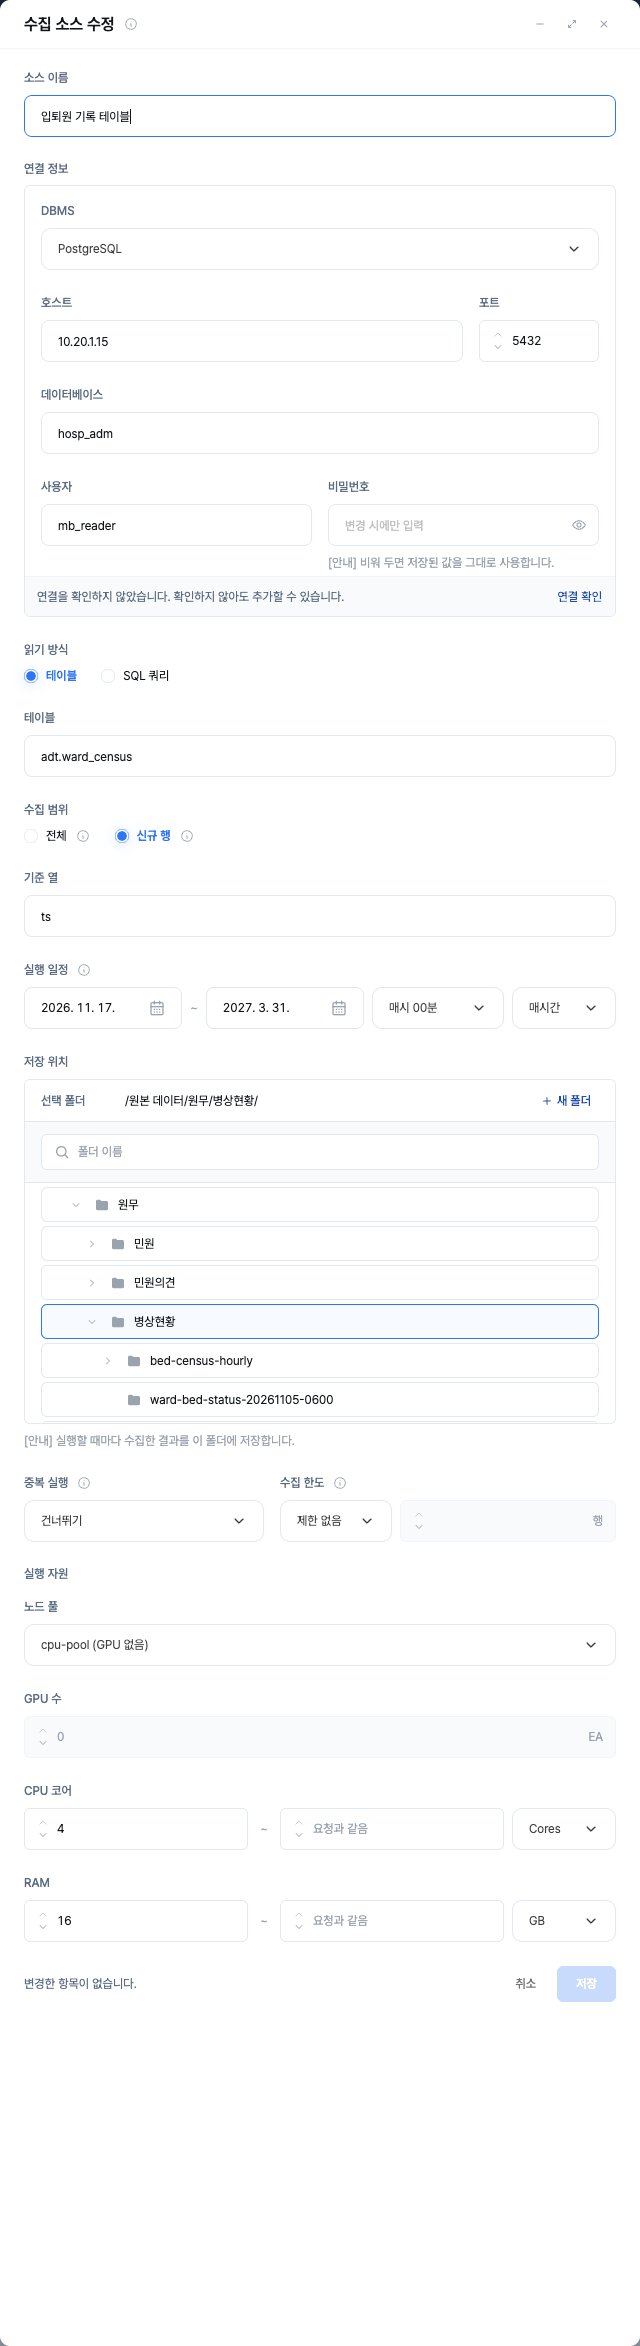 수집 소스 수정
소스 이름
입퇴원 기록 테이블
연결 정보
DBMS
PostgreSQL
호스트 포트
10.20.1.15 5432
데이터베이스
hosp_adm
사용자 비밀번호
mb_reader 변경 시에만 입력
[안내] 비워 두면 저장된 값을 그대로 사용합니다.
연결을 확인하지 않았습니다. 확인하지 않아도 추가할 수 있습니다. 연결 확인
읽기 방식
테이블 SQL 쿼리
테이블
adt.ward_census
수집 범위
전체 신규 행
기준 열
ts
실행 일정
2026. 11. 17. ~ 2027. 3. 31. 매시 00분 매시간
저장 위치
선택 폴더 /원본 데이터/원무/병상현황/ + 새 폴더
폴더 이름
원무
민원
민원의견
병상현황
bed-census-hourly
ward-bed-status-20261105-0600
[안내] 실행할 때마다 수집한 결과를 이 폴더에 저장합니다.
중복 실행 수집 한도
건너뛰기 제한 없음 행
실행 자원
노드 풀
cpu-pool (GPU 없음)
GPU 수
0 EA
CPU 코어
4 ~ 요청과 같음 Cores
RAM
16 ~ 요청과 같음 GB
변경한 항목이 없습니다. 취소 저장